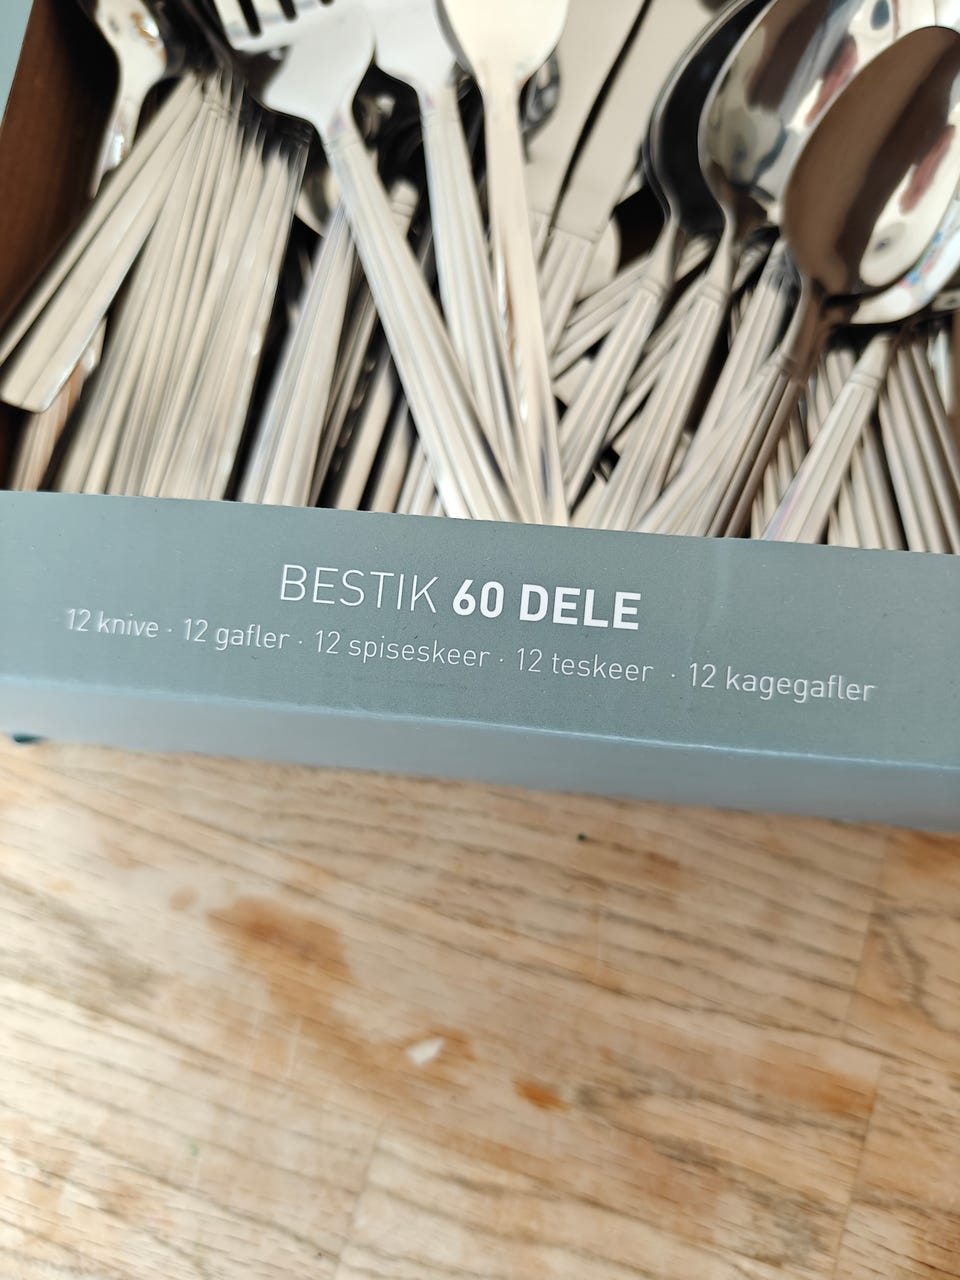 BESTIK 60 DELE
12 knive · 12 gafler · 12 spiseskeer · 12 teskeer · 12 kagegafler